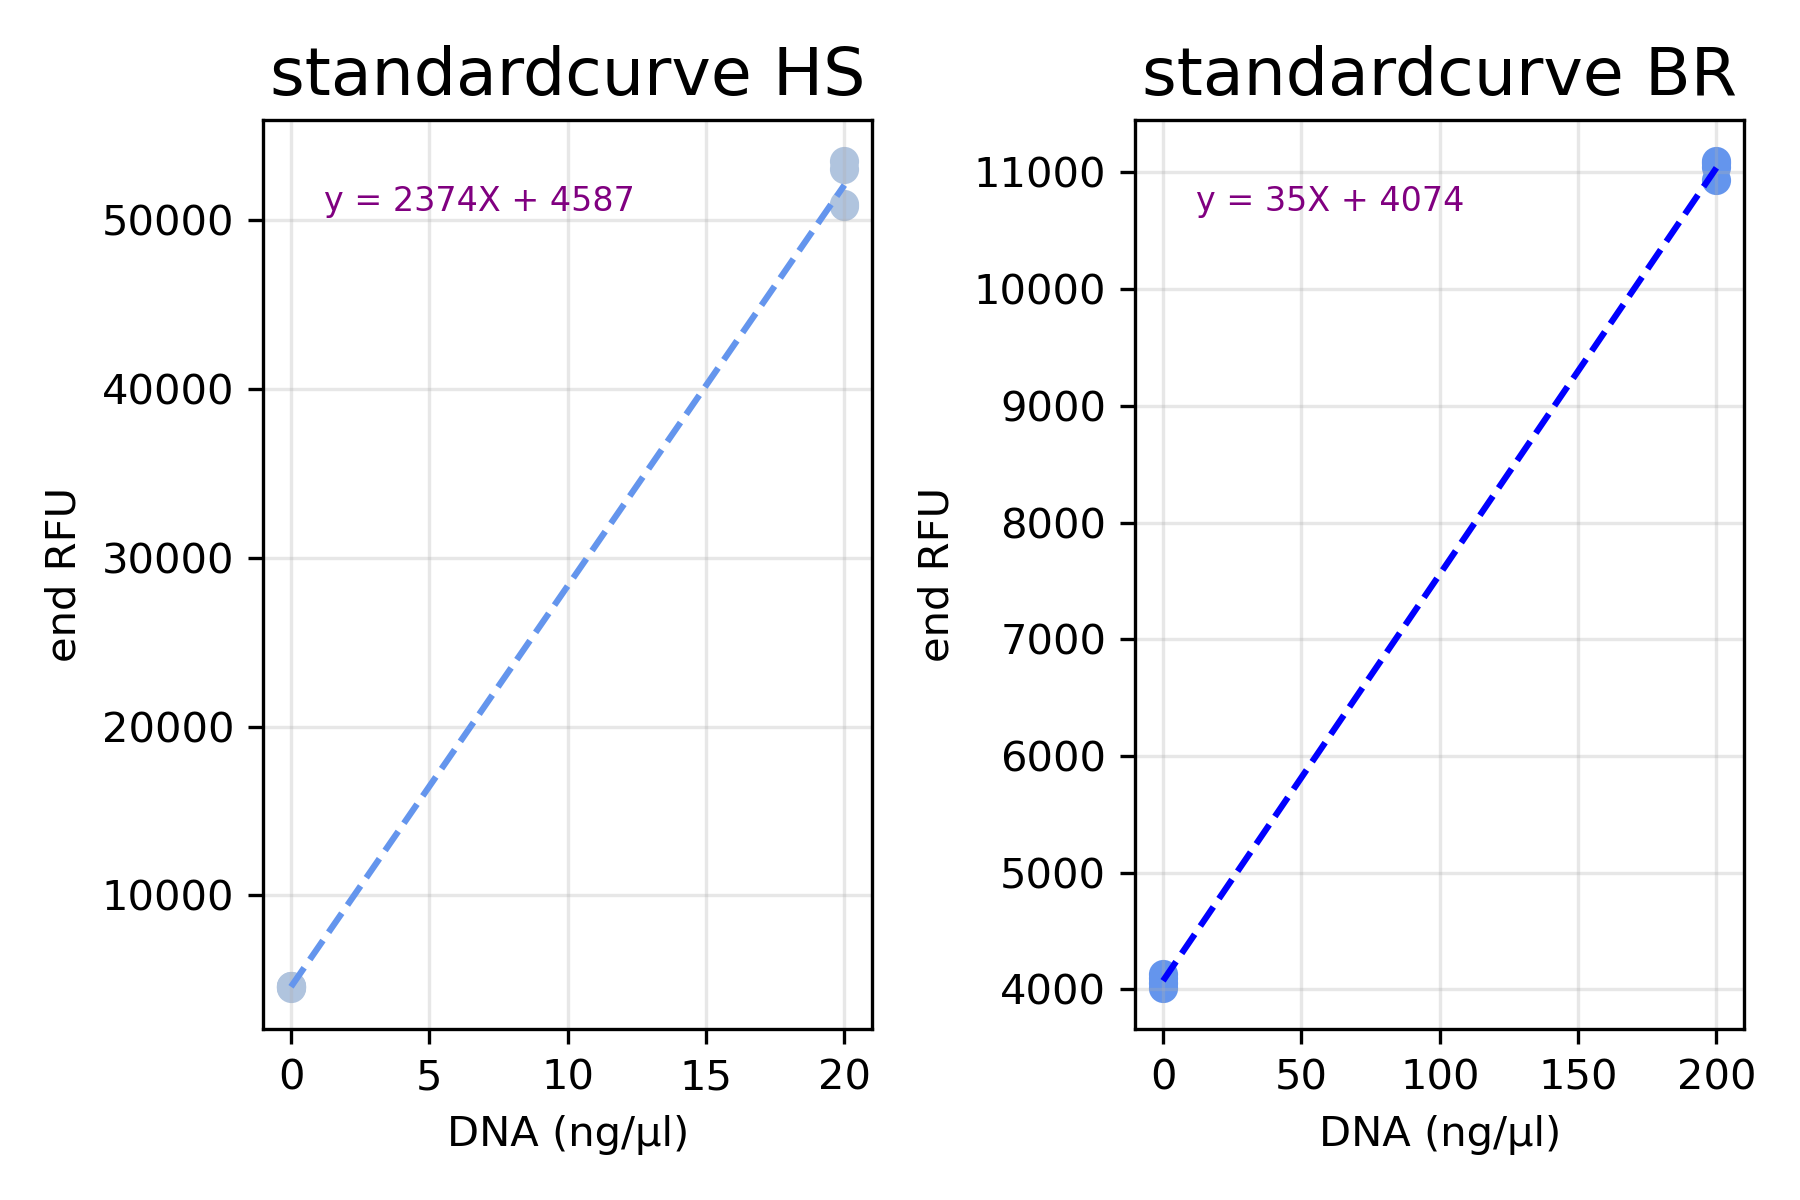 standardcurve HS
y = 2374X + 4587
50000
40000
30000
20000
10000
end RFU
0 5 10 15 20
DNA (ng/µl)
standardcurve BR
y = 35X + 4074
11000
10000
9000
8000
7000
6000
5000
4000
end RFU
0 50 100 150 200
DNA (ng/µl)